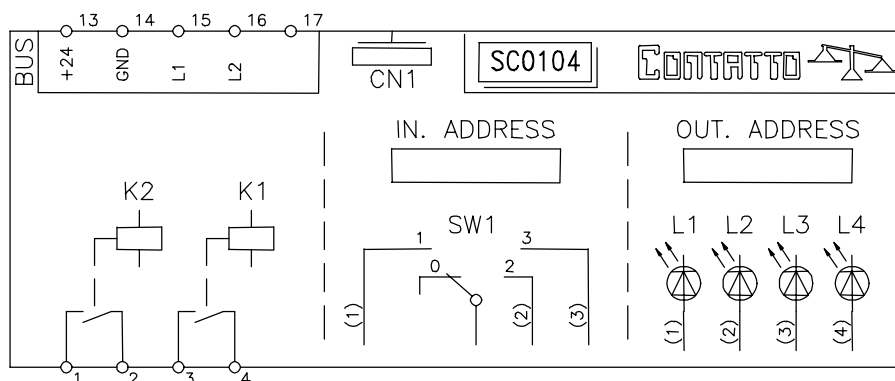 13 14 15 16 17
BUS
+24 GND L1 L2
CN1
SC0104
CONTATTO
IN. ADDRESS
OUT. ADDRESS
K2 K1
SW1
1 3
0 2
(1) (2) (3)
L1 L2 L3 L4
(1) (2) (3) (4)
1 2 3 4